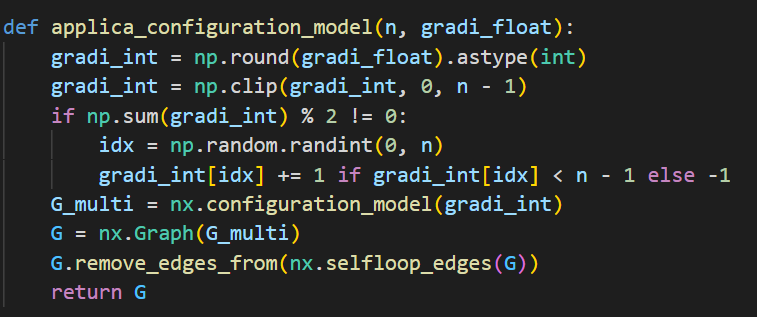 def applica_configuration_model(n, gradi_float):
    gradi_int = np.round(gradi_float).astype(int)
    gradi_int = np.clip(gradi_int, 0, n - 1)
    if np.sum(gradi_int) % 2 != 0:
        idx = np.random.randint(0, n)
        gradi_int[idx] += 1 if gradi_int[idx] < n - 1 else -1
    G_multi = nx.configuration_model(gradi_int)
    G = nx.Graph(G_multi)
    G.remove_edges_from(nx.selfloop_edges(G))
    return G